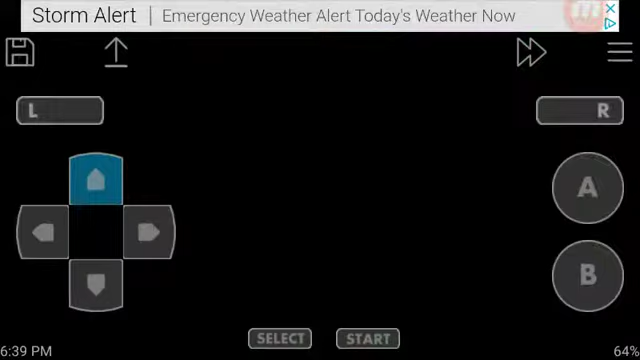 Storm Alert | Emergency Weather Alert Today's Weather Now
L
R
A
B
SELECT
START
6:39 PM
64%